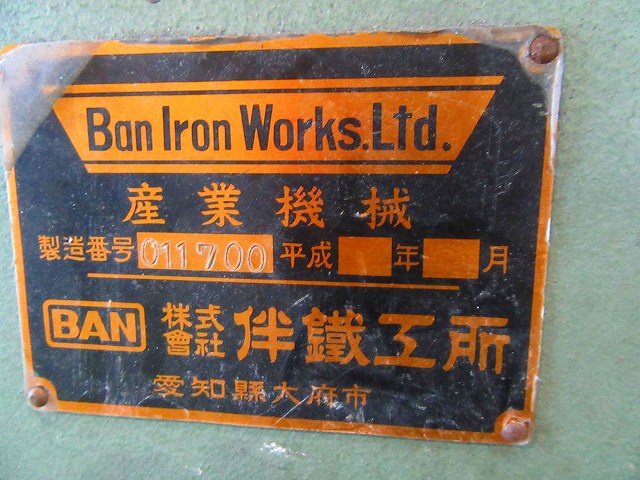 Ban Iron Works.Ltd.
産業機械
製造番号 011700 平成 年 月
BAN 株式會社 伴鐵工所
愛知縣大府市